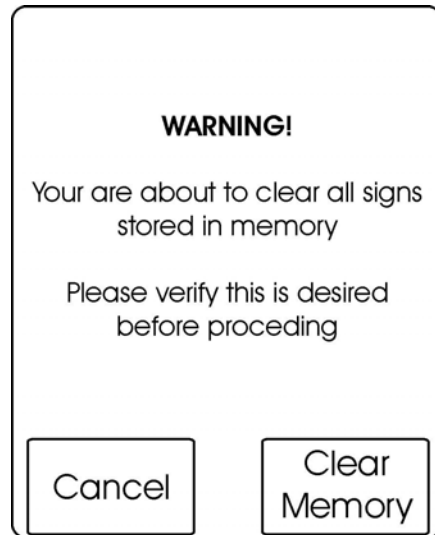 WARNING!
Your are about to clear all signs
stored in memory
Please verify this is desired
before proceding
Cancel
Clear
Memory